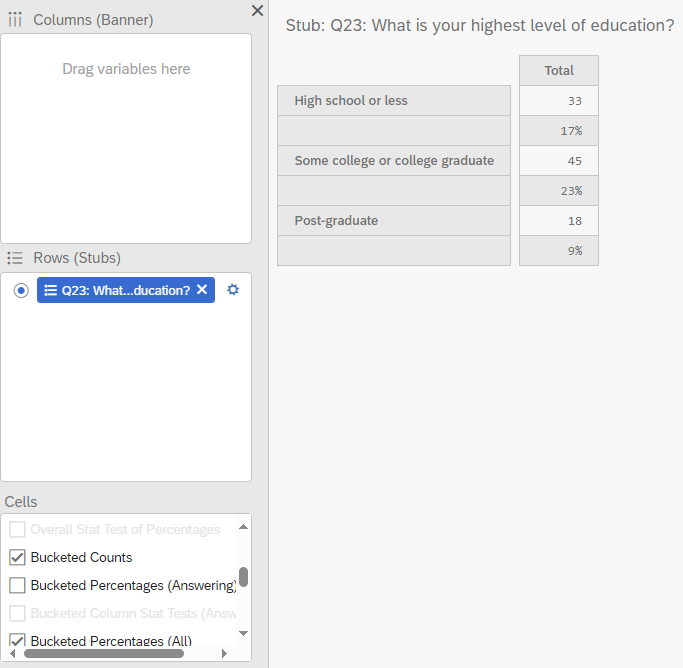 Columns (Banner)
Drag variables here
Rows (Stubs)
Q23: What...ducation?
Cells
Overall Stat Test of Percentages
Bucketed Counts
Bucketed Percentages (Answering)
Bucketed Column Stat Tests (Answ
Bucketed Percentages (All)
Stub: Q23: What is your highest level of education?
Total
High school or less 33
17%
Some college or college graduate 45
23%
Post-graduate 18
9%